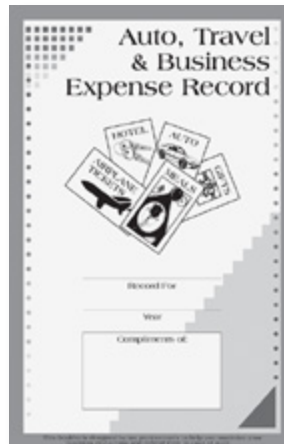 Auto, Travel
& Business
Expense Record
HOTEL
AUTO
AIRPLANE
TICKETS
MEALS
GIFTS
Record For
Year
Compliments of: